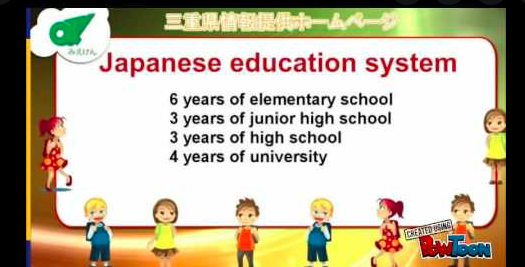 三重県情報提供ホームページ
みえけん
Japanese education system
6 years of elementary school
3 years of junior high school
3 years of high school
4 years of university
CREATED USING
POWTOON